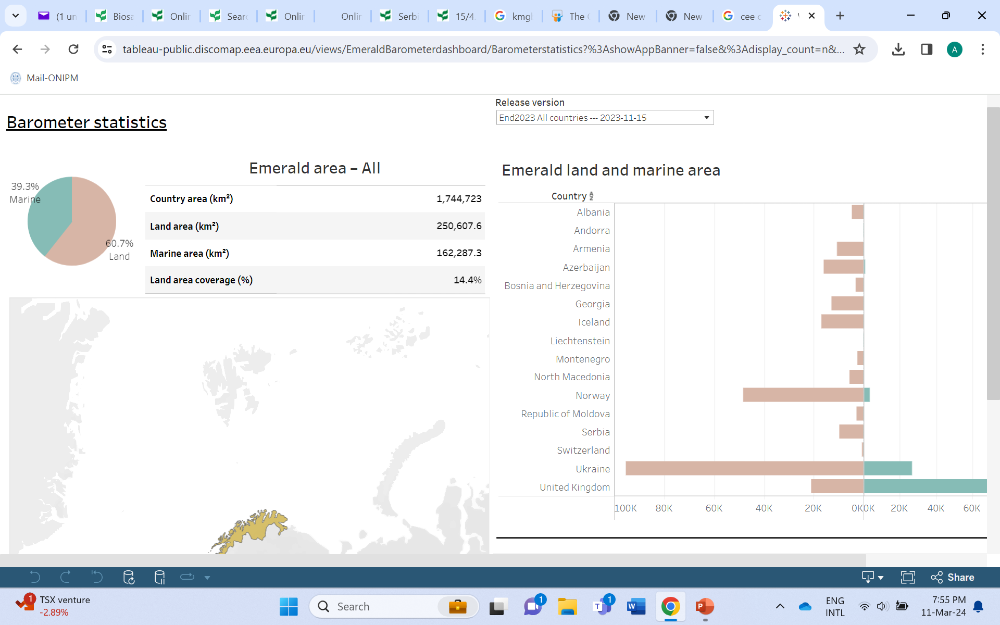 (1 un
Biosa
Onlin
Searc
Onlin
Onlin
Serbi
15/4.
kmgl
The C
New
New
cee c
tableau-public.discomap.eea.europa.eu/views/EmeraldBarometerdashboard/Barometerstatistics?%3AshowAppBanner=false&%3Adisplay_count=n&...
A
Mail-ONIPM
Release version
End2023 All countries --- 2023-11-15
Barometer statistics
39.3%
Marine
60.7%
Land
Emerald area – All
Country area (km²) 1,744,723
Land area (km²) 250,607.6
Marine area (km²) 162,287.3
Land area coverage (%) 14.4%
Emerald land and marine area
Country
Albania
Andorra
Armenia
Azerbaijan
Bosnia and Herzegovina
Georgia
Iceland
Liechtenstein
Montenegro
North Macedonia
Norway
Republic of Moldova
Serbia
Switzerland
Ukraine
United Kingdom
100K 80K 60K 40K 20K 0K 0K 20K 40K 60K
Share
1
TSX venture
-2.89%
Search
1
T 1
W
P
ENG
INTL
7:55 PM
11-Mar-24